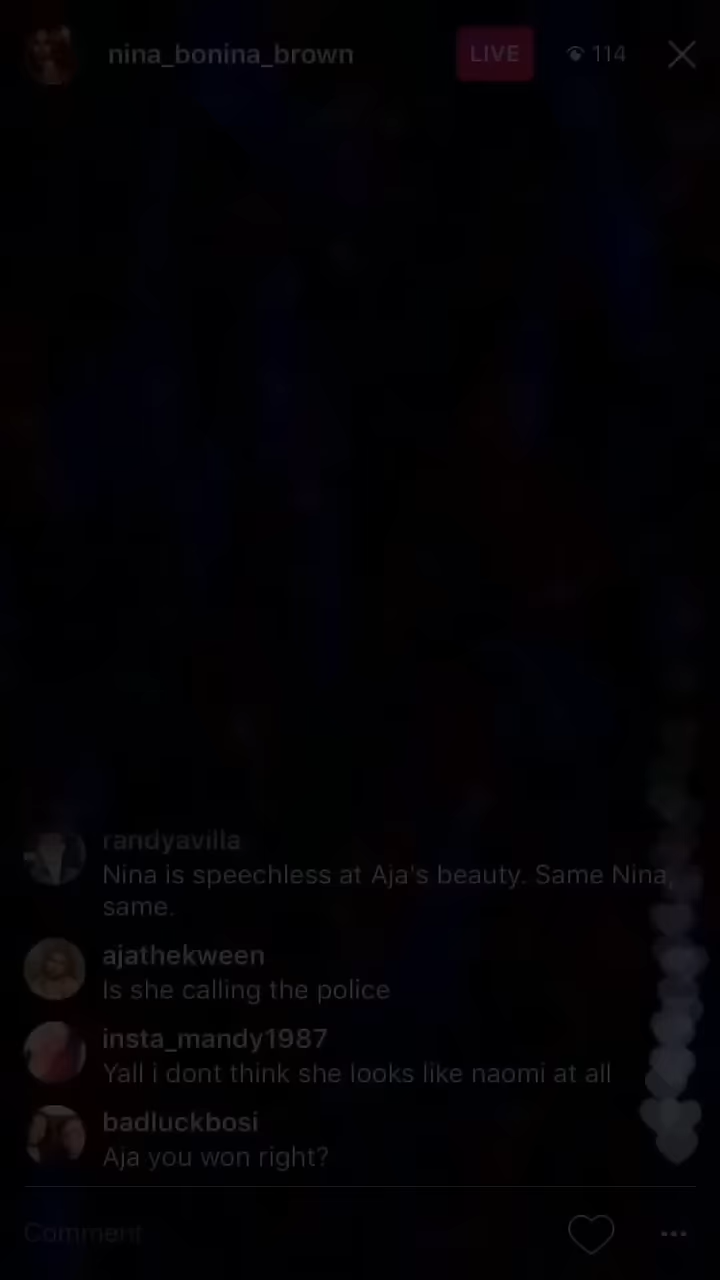 nina_bonina_brown
LIVE
114
randyavilla
Nina is speechless at Aja's beauty. Same Nina,
same.
ajathekween
Is she calling the police
insta_mandy1987
Yall i dont think she looks like naomi at all
badluckbosi
Aja you won right?
Comment